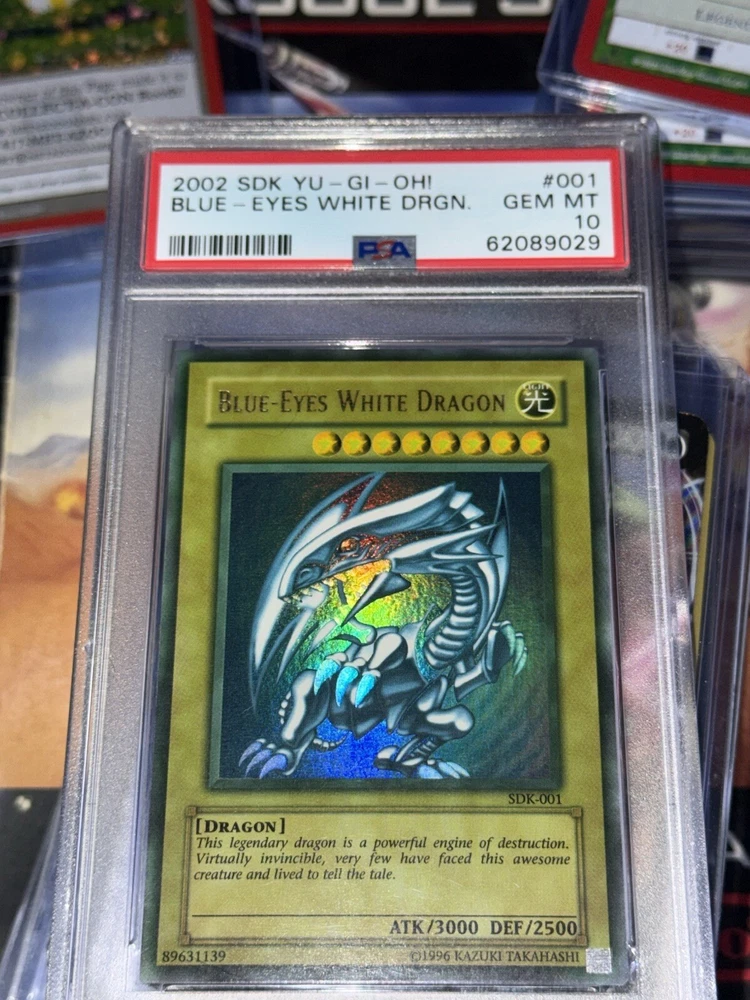 2002 SDK YU-GI-OH! #001
BLUE-EYES WHITE DRGN. GEM MT
10
PSA 62089029
BLUE-EYES WHITE DRAGON
LIGHT
光
SDK-001
[DRAGON]
This legendary dragon is a powerful engine of destruction.
Virtually invincible, very few have faced this awesome
creature and lived to tell the tale.
ATK/3000 DEF/2500
89631139 ©1996 KAZUKI TAKAHASHI